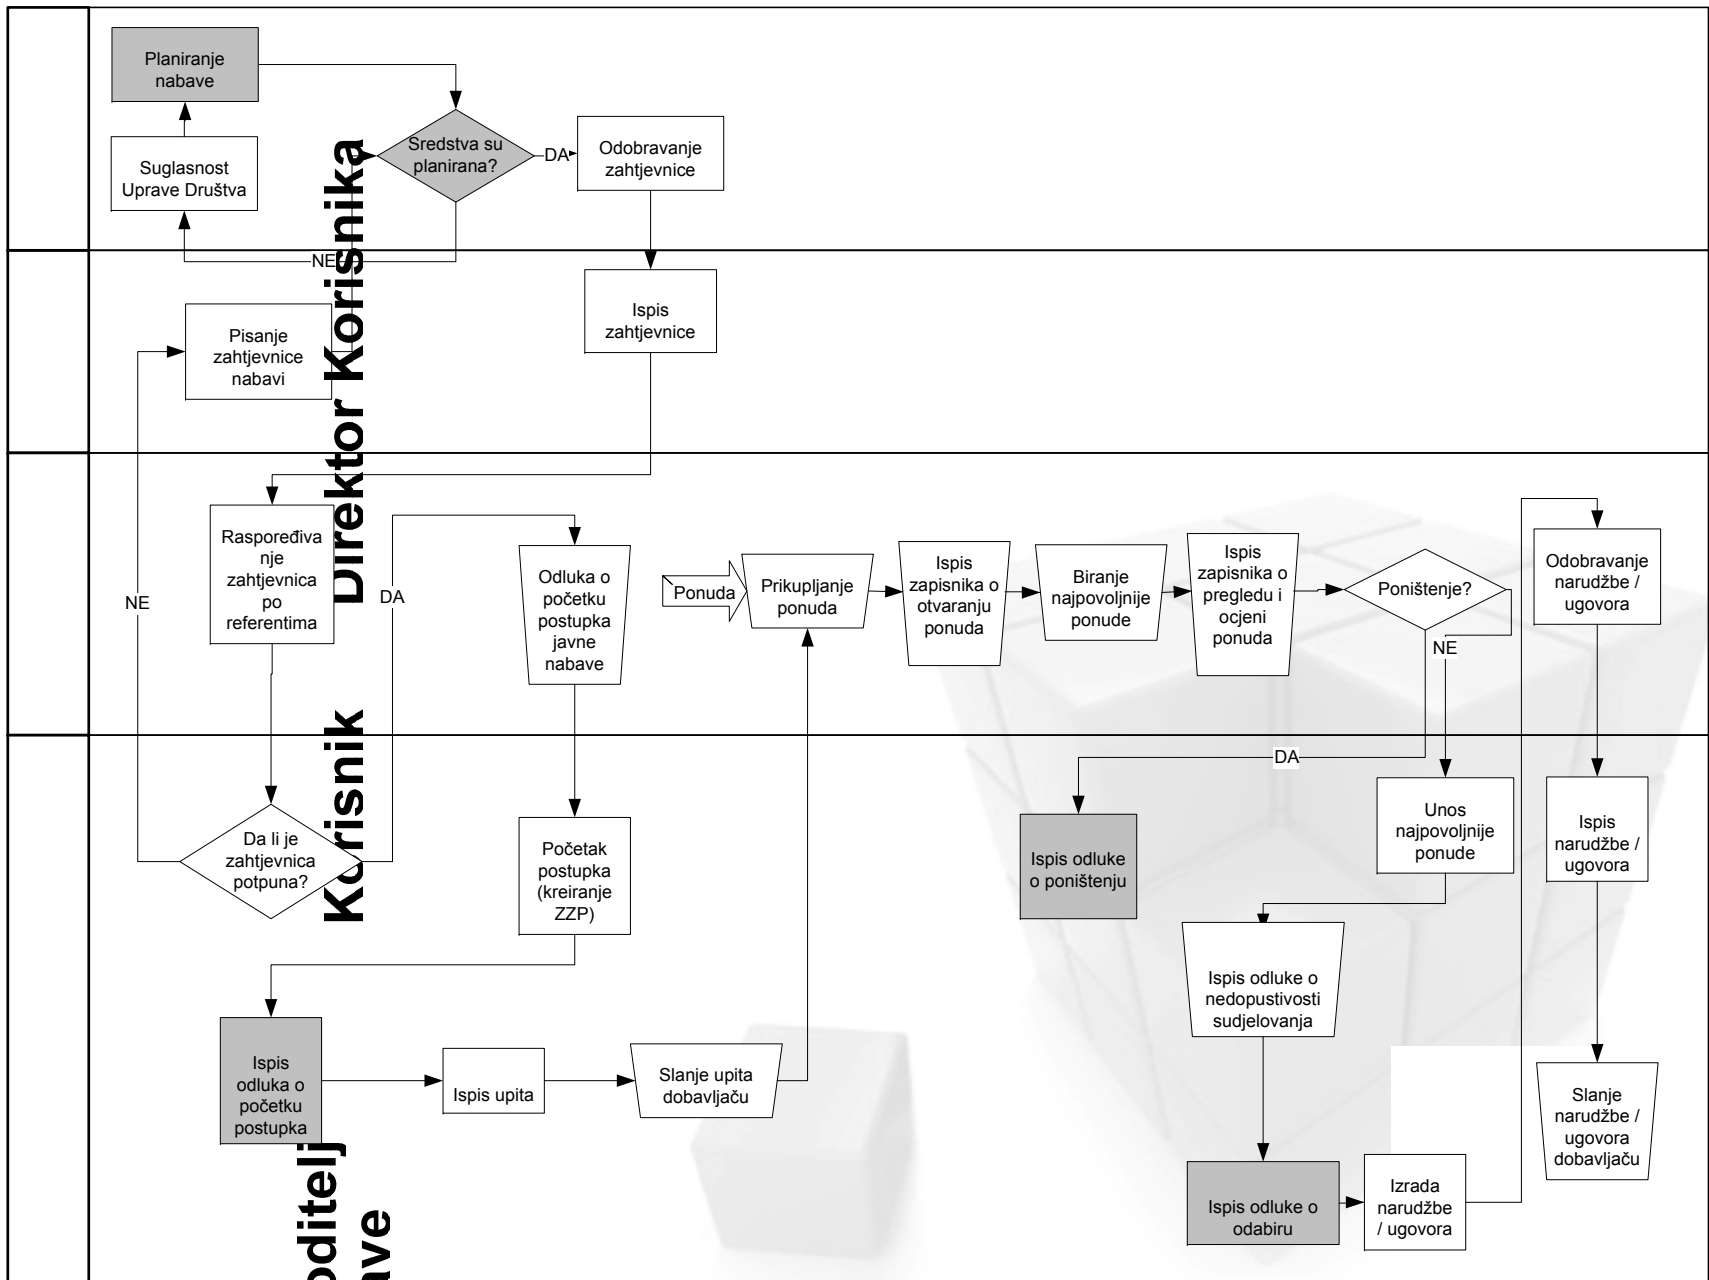 Planiranje
nabave
Suglasnost
Uprave Društva
Sredstva su
planirana?
DA
Odobravanje
zahtjevnice
NE
Direktor Korisnika
Pisanje
zahtjevnice
nabavi
Ispis
zahtjevnice
Korisnik
Raspoređiva
nje
zahtjevnica
po
referentima
NE
DA
Odluka o
početku
postupka
javne
nabave
Ponuda
Prikupljanje
ponuda
Ispis
zapisnika o
otvaranju
ponuda
Biranje
najpovoljnije
ponude
Ispis
zapisnika o
pregledu i
ocjeni
ponuda
Poništenje?
NE
DA
Odobravanje
narudžbe /
ugovora
Da li je
zahtjevnica
potpuna?
Početak
postupka
(kreiranje
ZZP)
Ispis odluke
o poništenju
Unos
najpovoljnije
ponude
Ispis
narudžbe /
ugovora
Ispis odluke o
nedopustivosti
sudjelovanja
Ispis
odluka o
početku
postupka
Ispis upita
Slanje upita
dobavljaču
Slanje
narudžbe /
ugovora
dobavljaču
Ispis odluke o
odabiru
Izrada
narudžbe
/ ugovora